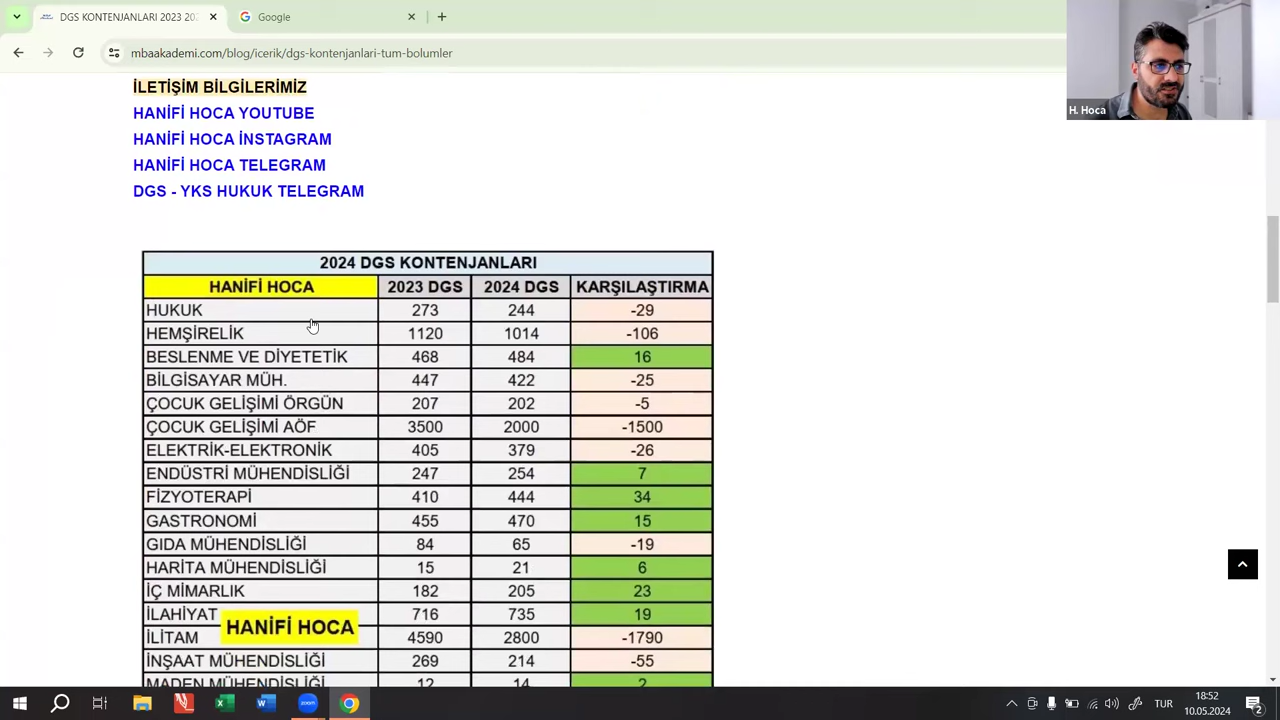 DGS KONTENJANLARI 2023 20
Google
mbaakademi.com/blog/icerik/dgs-kontenjanlari-tum-bolumler
H. Hoca
İLETİŞİM BİLGİLERİMİZ
HANİFİ HOCA YOUTUBE
HANİFİ HOCA İNSTAGRAM
HANİFİ HOCA TELEGRAM
DGS - YKS HUKUK TELEGRAM
2024 DGS KONTENJANLARI
HANİFİ HOCA 2023 DGS 2024 DGS KARŞILAŞTIRMA
HUKUK 273 244 -29
HEMŞİRELİK 1120 1014 -106
BESLENME VE DİYETETİK 468 484 16
BİLGİSAYAR MÜH. 447 422 -25
ÇOCUK GELİŞİMİ ÖRGÜN 207 202 -5
ÇOCUK GELİŞİMİ AÖF 3500 2000 -1500
ELEKTRİK-ELEKTRONİK 405 379 -26
ENDÜSTRİ MÜHENDİSLİĞİ 247 254 7
FİZYOTERAPİ 410 444 34
GASTRONOMİ 455 470 15
GIDA MÜHENDİSLİĞİ 84 65 -19
HARİTA MÜHENDİSLİĞİ 15 21 6
İÇ MİMARLIK 182 205 23
İLAHİYAT 716 735 19
HANİFİ HOCA
İLİTAM 4590 2800 -1790
İNŞAAT MÜHENDİSLİĞİ 269 214 -55
MADEN MÜHENDİSLİĞİ 12 14 2
zoom
TUR
18:52
10.05.2024
2